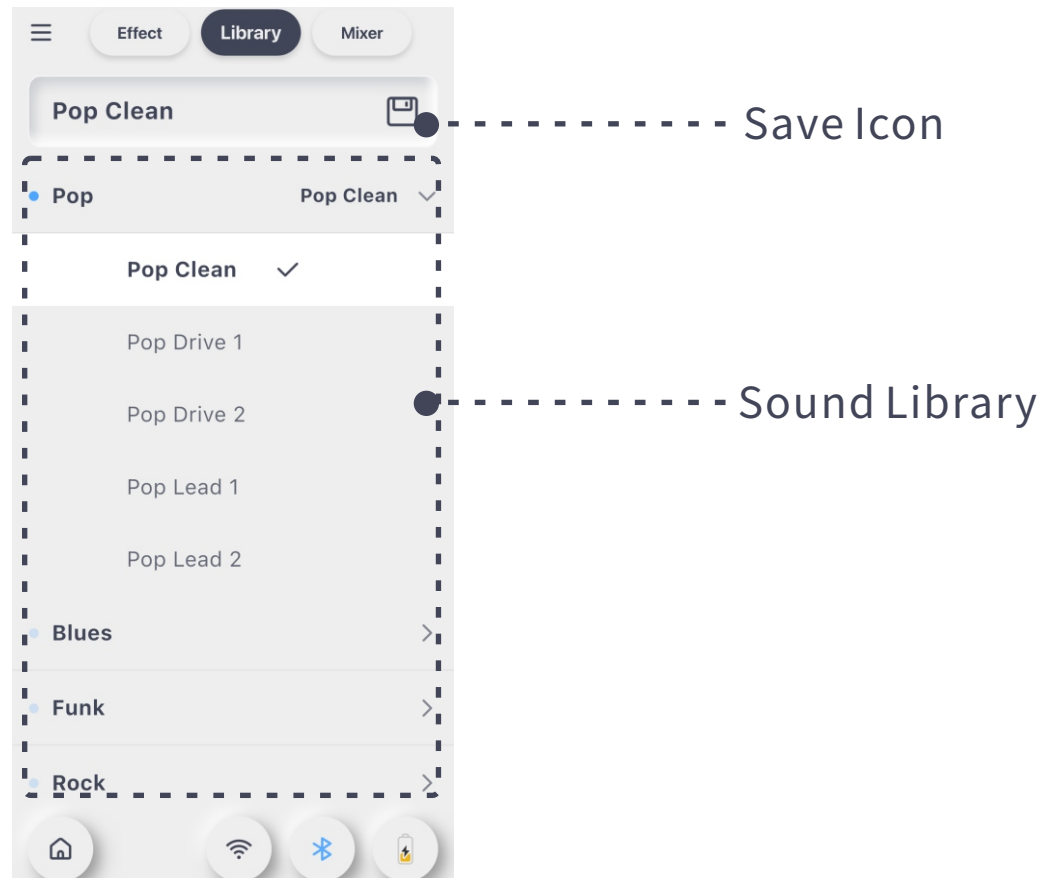 Effect Library Mixer
Pop Clean
Save Icon
Pop Pop Clean
Pop Clean
Pop Drive 1
Pop Drive 2
Sound Library
Pop Lead 1
Pop Lead 2
Blues
Funk
Rock